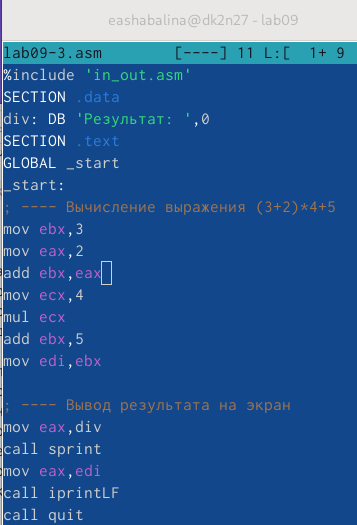 eashabalina@dk2n27 - lab09
lab09-3.asm [----] 11 L:[ 1+ 9
%include 'in_out.asm'
SECTION .data
div: DB 'Результат: ',0
SECTION .text
GLOBAL _start
_start:
; ---- Вычисление выражения (3+2)*4+5
mov ebx,3
mov eax,2
add ebx,eax
mov ecx,4
mul ecx
add ebx,5
mov edi,ebx
; ---- Вывод результата на экран
mov eax,div
call sprint
mov eax,edi
call iprintLF
call quit